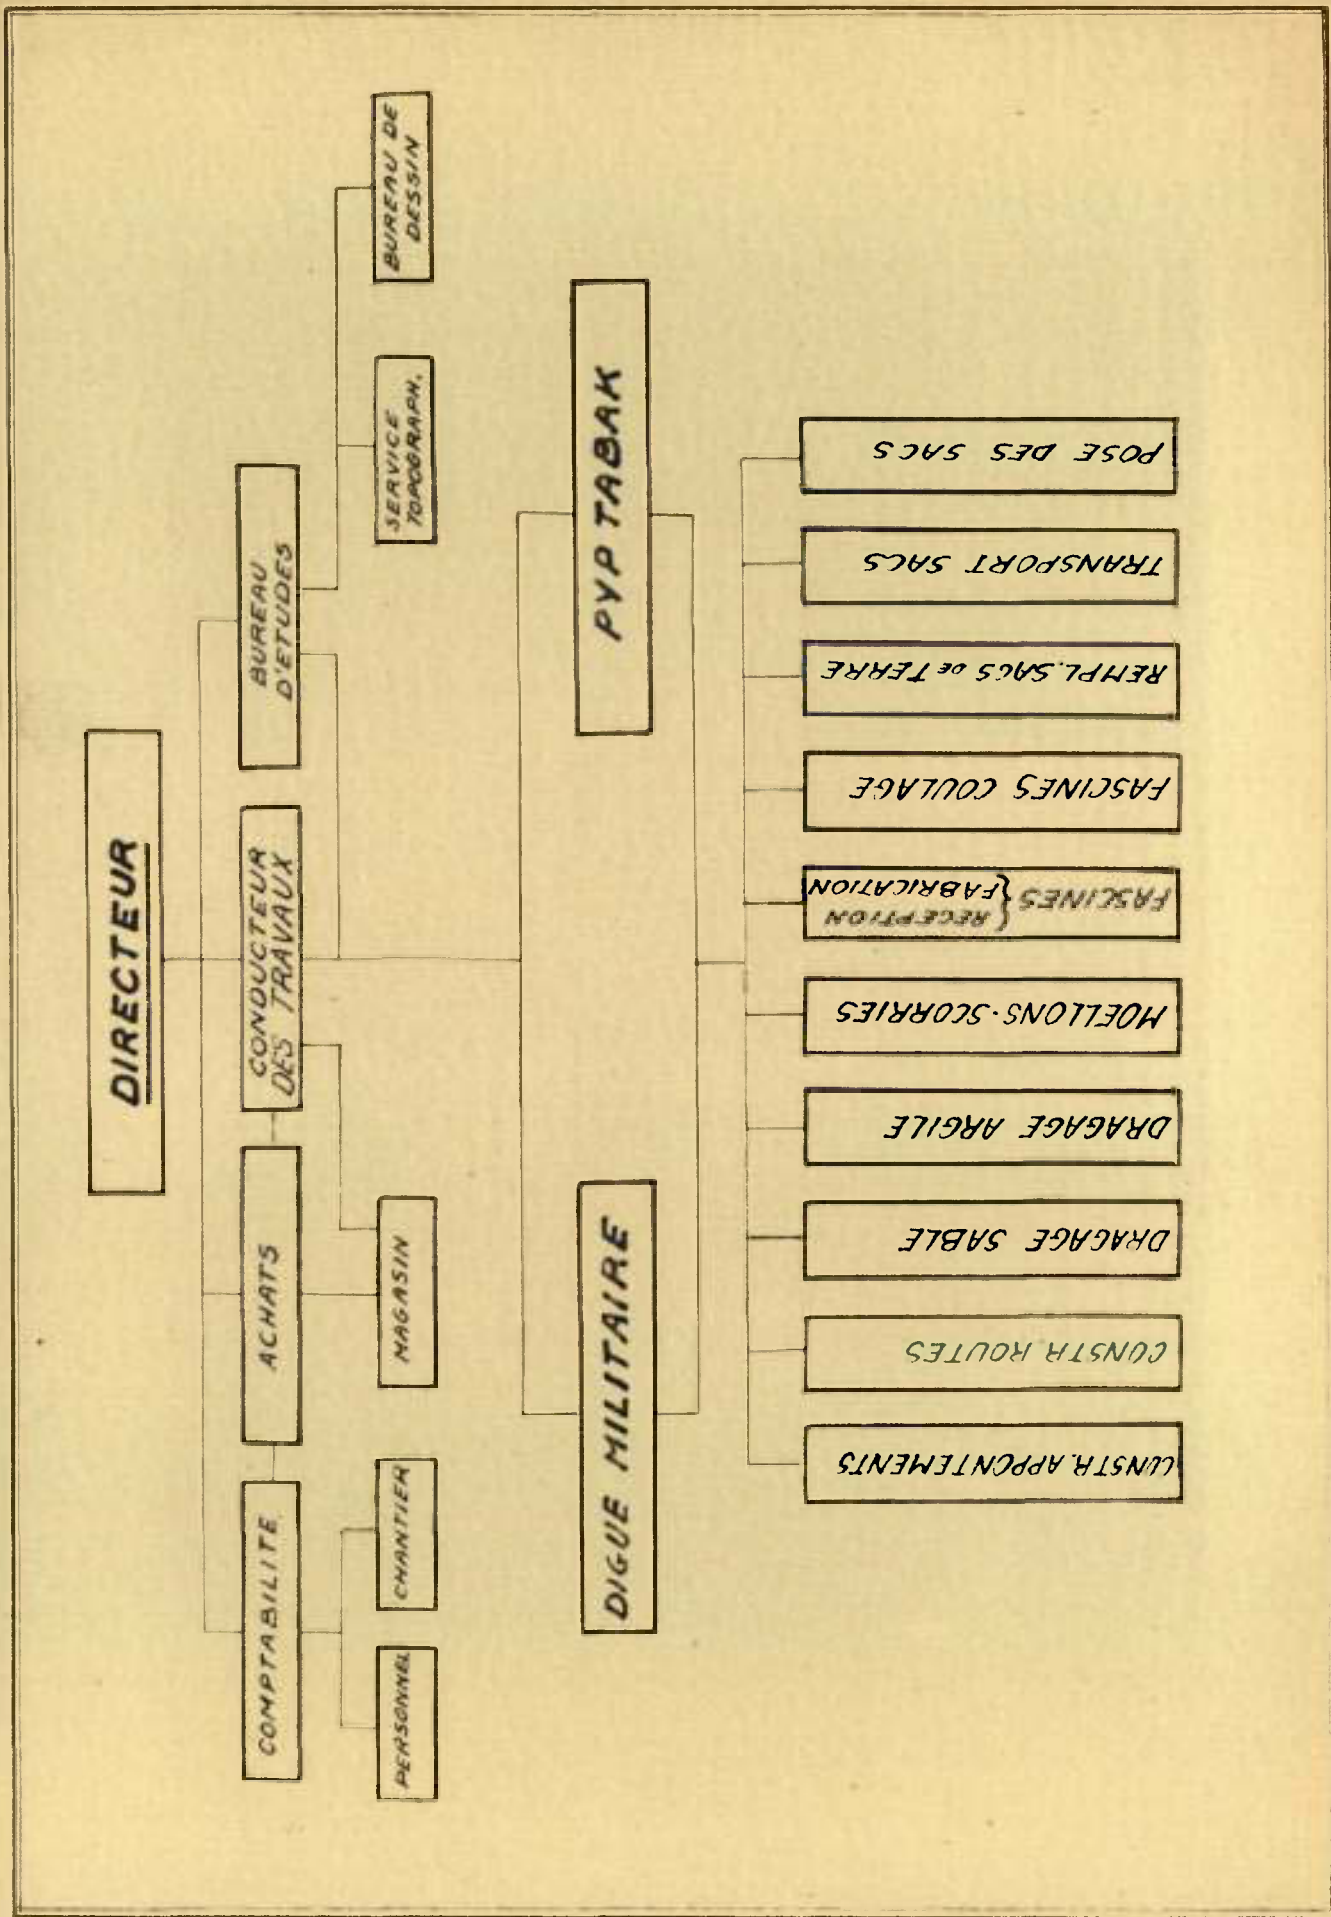 DIRECTEUR
COMPTABILITE
ACHATS
CONDUCTEUR
DES TRAVAUX
BUREAU
D'ETUDES
PERSONNEL
CHANTIER
MAGASIN
SERVICE
TOPOGRAPH.
BUREAU DE
DESSIN
DIGUE MILITAIRE
PYP TABAK
CONSTR. APPONTEMENTS
CONSTR ROUTES
DRAGAGE SABLE
DRAGAGE ARGILE
MOELLONS-SCORRIES
FASCINES { RECEPTION
FABRICATION
FASCINES COULAGE
REMPL. SACS DE TERRE
TRANSPORT SACS
POSE DES SACS